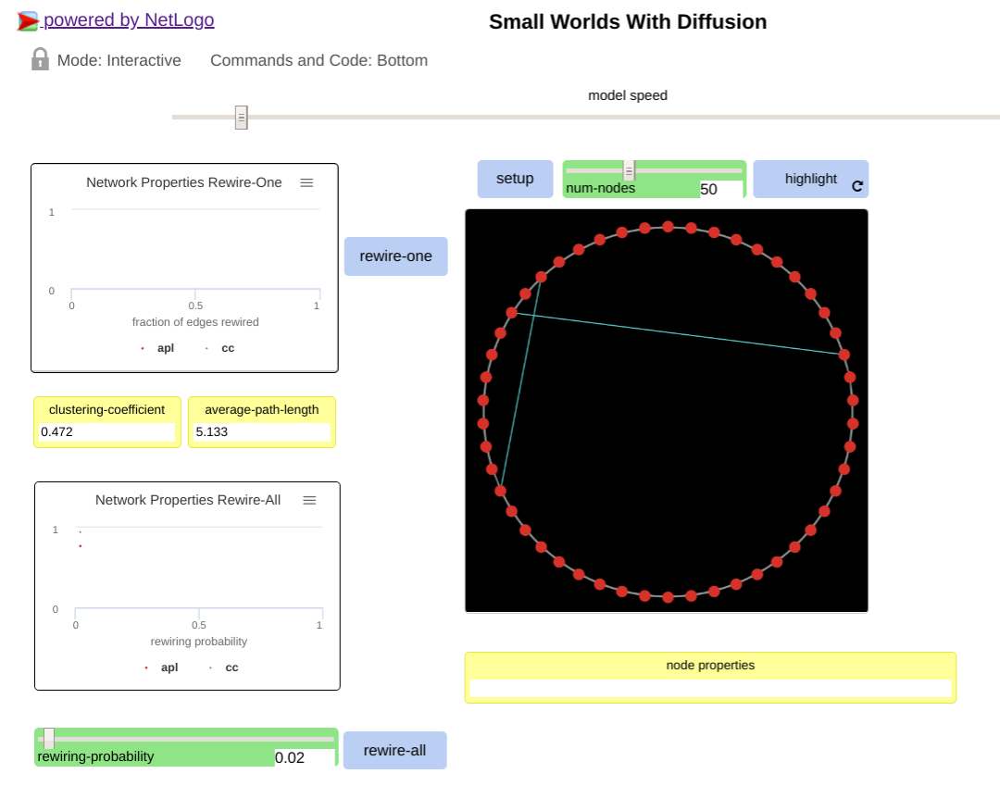 powered by NetLogo
Small Worlds With Diffusion
Mode: Interactive
Commands and Code: Bottom
model speed
Network Properties Rewire-One
1
0
0
0.5
1
fraction of edges rewired
apl
cc
rewire-one
setup
num-nodes
50
highlight
clustering-coefficient
0.472
average-path-length
5.133
Network Properties Rewire-All
1
0
0
0.5
1
rewiring probability
apl
cc
node properties
rewiring-probability
0.02
rewire-all